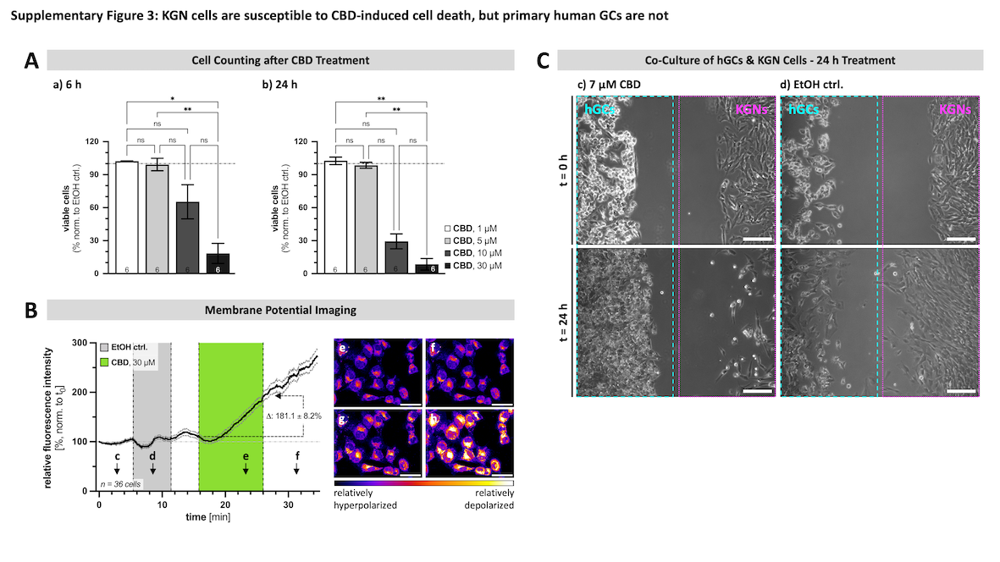 Supplementary Figure 3: KGN cells are susceptible to CBD-induced cell death, but primary human GCs are not
A
Cell Counting after CBD Treatment
a) 6 h
b) 24 h
*
**
ns
ns
ns
ns
120
90
60
30
0
viable cells
(% norm. to EtOH ctrl.)
6
6
6
6
**
**
ns
ns
ns
ns
120
90
60
30
0
viable cells
(% norm. to EtOH ctrl.)
6
6
6
6
CBD, 1 µM
CBD, 5 µM
CBD, 10 µM
CBD, 30 µM
B
Membrane Potential Imaging
300
200
100
0
relative fluorescence intensity
[%, norm. to t0]
EtOH ctrl.
CBD, 30 µM
Δ: 181.1 ± 8.2%
c
d
e
f
n = 36 cells
0
10
20
30
time [min]
e
f
g
h
relatively
hyperpolarized
relatively
depolarized
C
Co-Culture of hGCs & KGN Cells - 24 h Treatment
c) 7 µM CBD
d) EtOH ctrl.
hGCs
KGNs
hGCs
KGNs
t = 0 h
t = 24 h